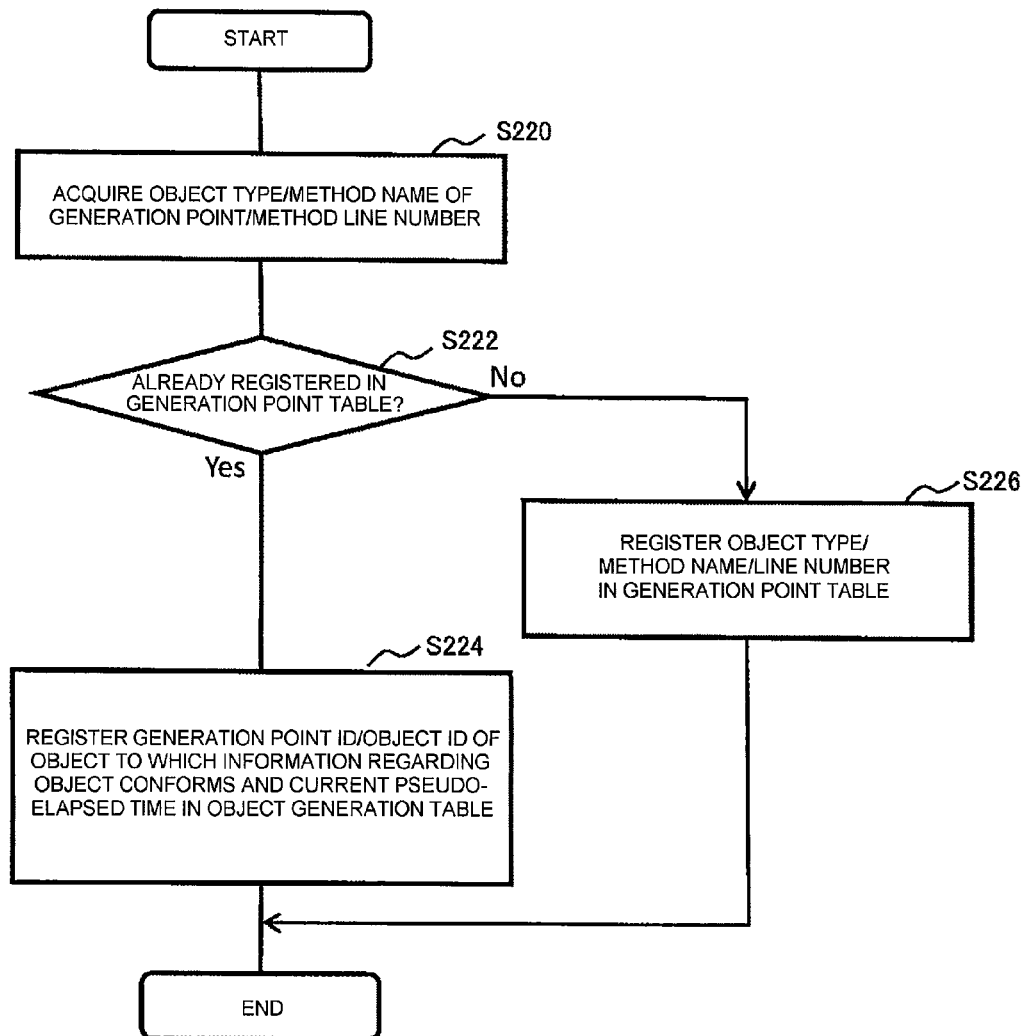 START
S220
ACQUIRE OBJECT TYPE/METHOD NAME OF
GENERATION POINT/METHOD LINE NUMBER
S222
ALREADY REGISTERED IN
GENERATION POINT TABLE?
No
Yes
S226
REGISTER OBJECT TYPE/
METHOD NAME/LINE NUMBER
IN GENERATION POINT TABLE
S224
REGISTER GENERATION POINT ID/OBJECT ID OF
OBJECT TO WHICH INFORMATION REGARDING
OBJECT CONFORMS AND CURRENT PSEUDO-
ELAPSED TIME IN OBJECT GENERATION TABLE
END